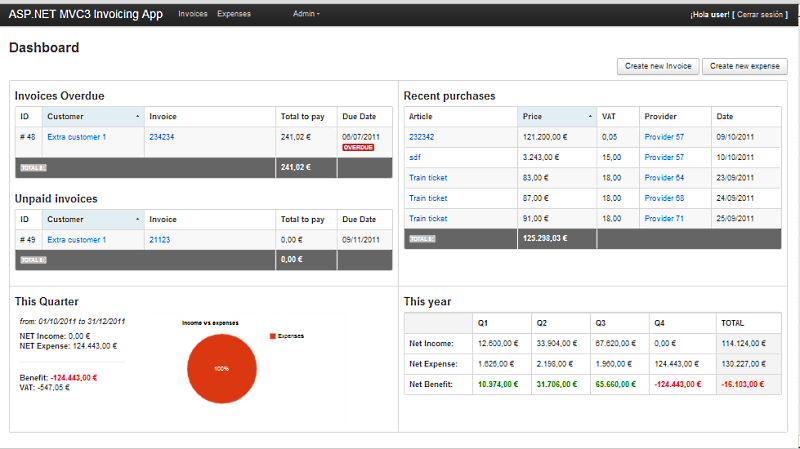 ASP.NET MVC3 Invoicing App Invoices Expenses Admin ¡Hola user! [ Cerrar sesión ]
Dashboard
Create new Invoice Create new expense
Invoices Overdue
ID Customer Invoice Total to pay Due Date
# 48 Extra customer 1 234234 241,02 € 06/07/2011
OVERDUE
TOTALS: 241,02 €
Unpaid invoices
ID Customer Invoice Total to pay Due Date
# 49 Extra customer 1 21123 0,00 € 09/11/2011
TOTALS: 0,00 €
Recent purchases
Article Price VAT Provider Date
232342 121.200,00 € 0,05 Provider 57 09/10/2011
sdf 3.243,00 € 15,00 Provider 57 10/10/2011
Train ticket 83,00 € 18,00 Provider 64 23/09/2011
Train ticket 87,00 € 18,00 Provider 68 24/09/2011
Train ticket 91,00 € 18,00 Provider 71 25/09/2011
TOTALS: 125.298,03 €
This Quarter
from: 01/10/2011 to 31/12/2011
NET Income: 0,00 €
NET Expense: 124.443,00 €
Benefit: -124.443,00 €
VAT: -547,05 €
Income vs expenses
Expenses
100%
This year
Q1 Q2 Q3 Q4 TOTAL
Net Income: 12.600,00 € 33.904,00 € 67.620,00 € 0,00 € 114.124,00 €
Net Expense: 1.626,00 € 2.198,00 € 1.960,00 € 124.443,00 € 130.227,00 €
Net Benefit: 10.974,00 € 31.706,00 € 65.660,00 € -124.443,00 € -16.103,00 €